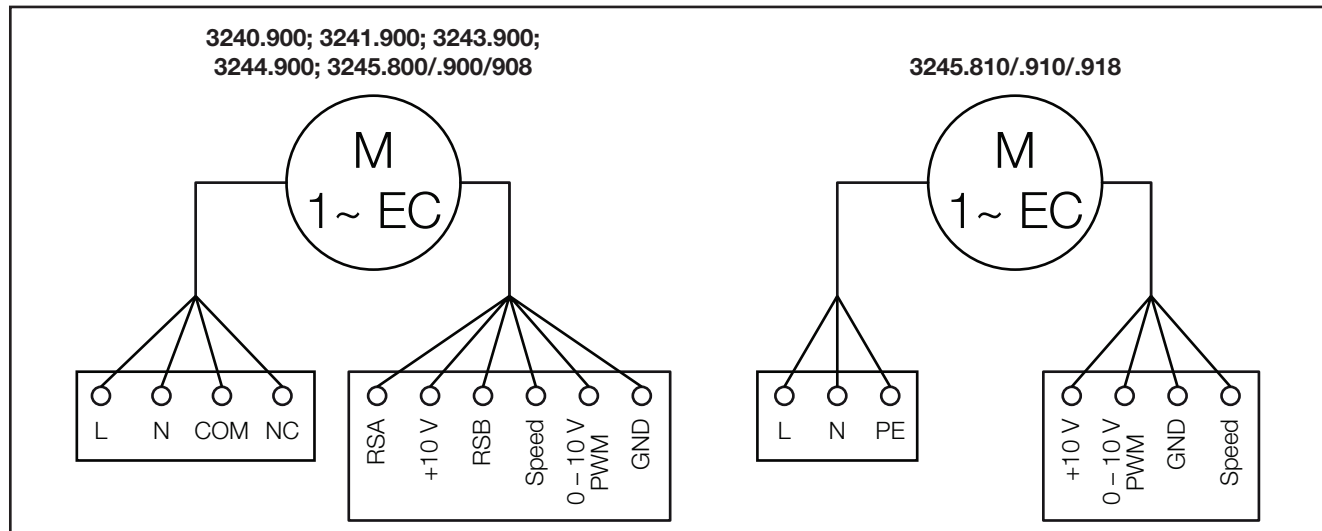 3240.900; 3241.900; 3243.900;
3244.900; 3245.800/.900/908
M
1~ EC
L
N
COM
NC
RSA
+10 V
RSB
Speed
0 – 10 V
PWM
GND
3245.810/.910/.918
M
1~ EC
L
N
PE
+10 V
0 – 10 V
PWM
GND
Speed